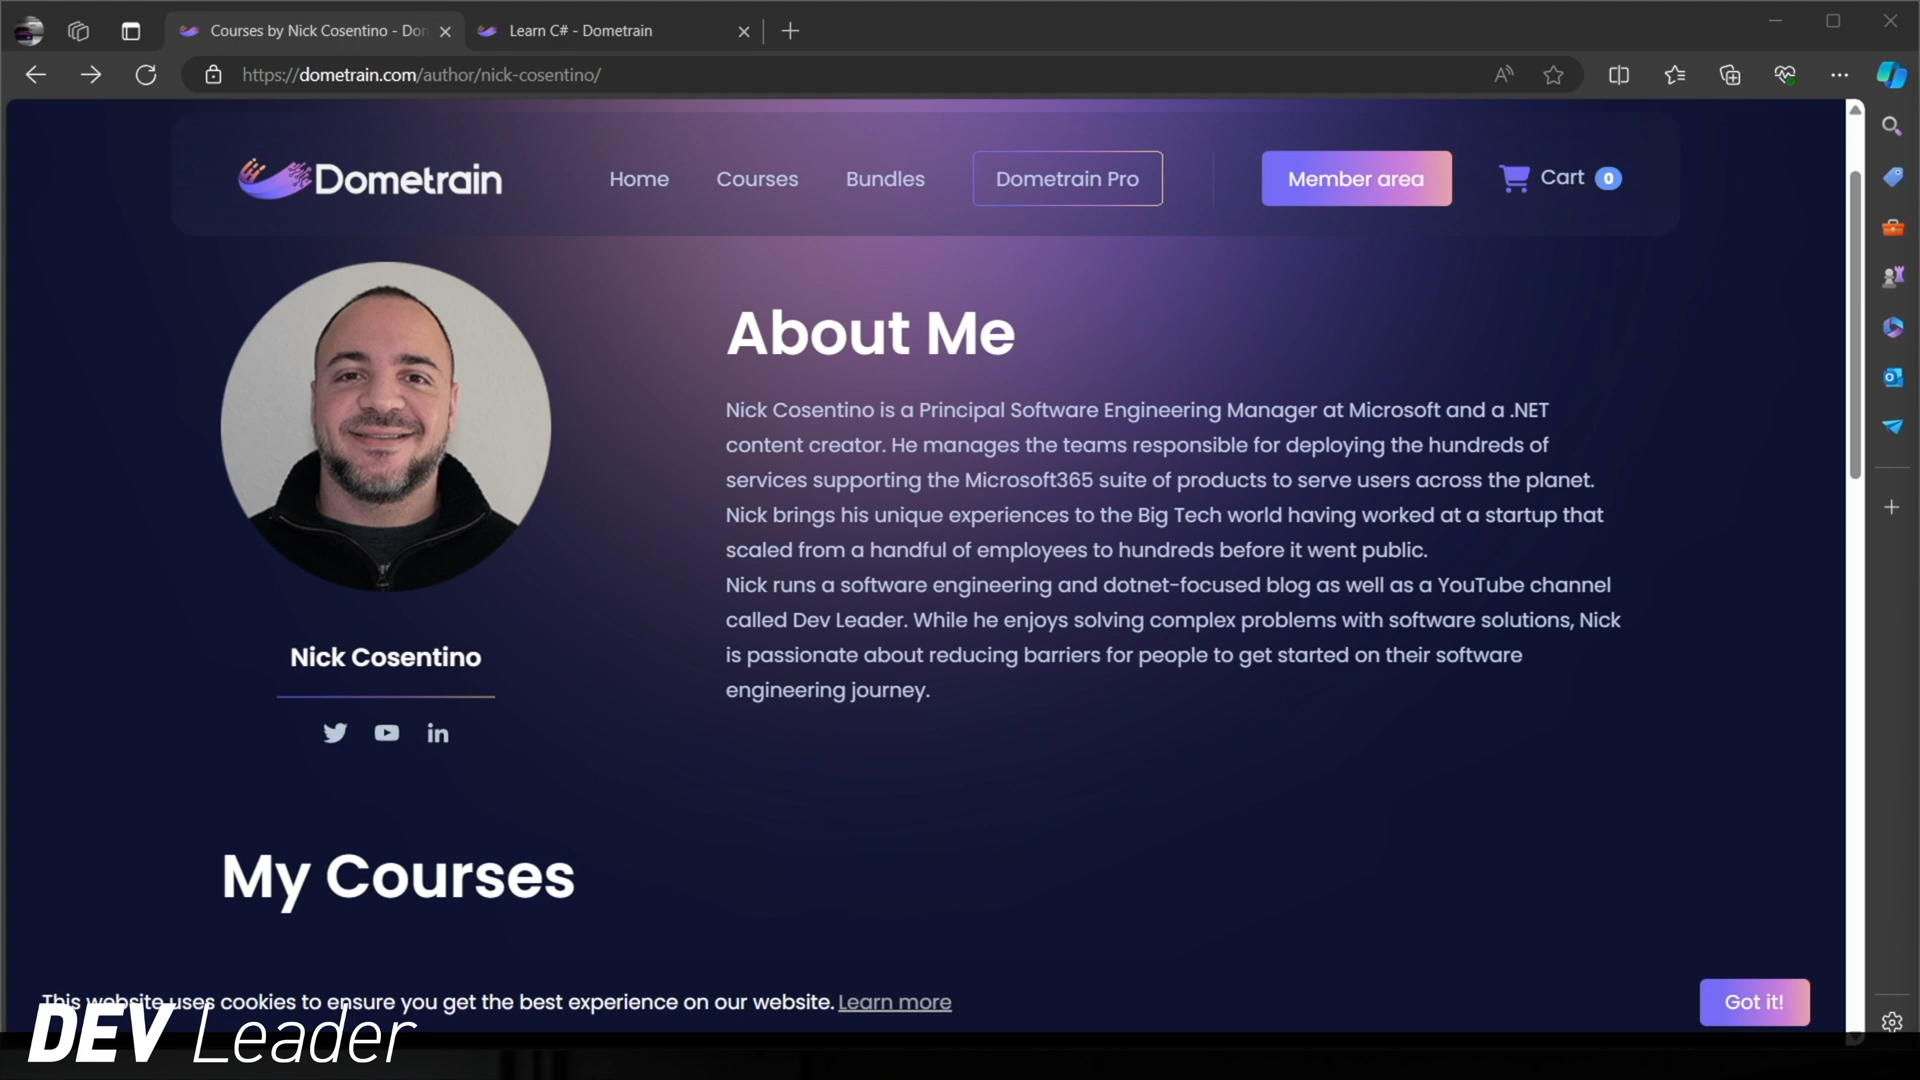 Courses by Nick Cosentino - Don
Learn C# - Dometrain
https://dometrain.com/author/nick-cosentino/
Dometrain
Home
Courses
Bundles
Dometrain Pro
Member area
Cart 0
About Me
Nick Cosentino is a Principal Software Engineering Manager at Microsoft and a .NET
content creator. He manages the teams responsible for deploying the hundreds of
services supporting the Microsoft365 suite of products to serve users across the planet.
Nick brings his unique experiences to the Big Tech world having worked at a startup that
scaled from a handful of employees to hundreds before it went public.
Nick runs a software engineering and dotnet-focused blog as well as a YouTube channel
called Dev Leader. While he enjoys solving complex problems with software solutions, Nick
is passionate about reducing barriers for people to get started on their software
engineering journey.
Nick Cosentino
My Courses
This website uses cookies to ensure you get the best experience on our website. Learn more
Got it!
DEV Leader